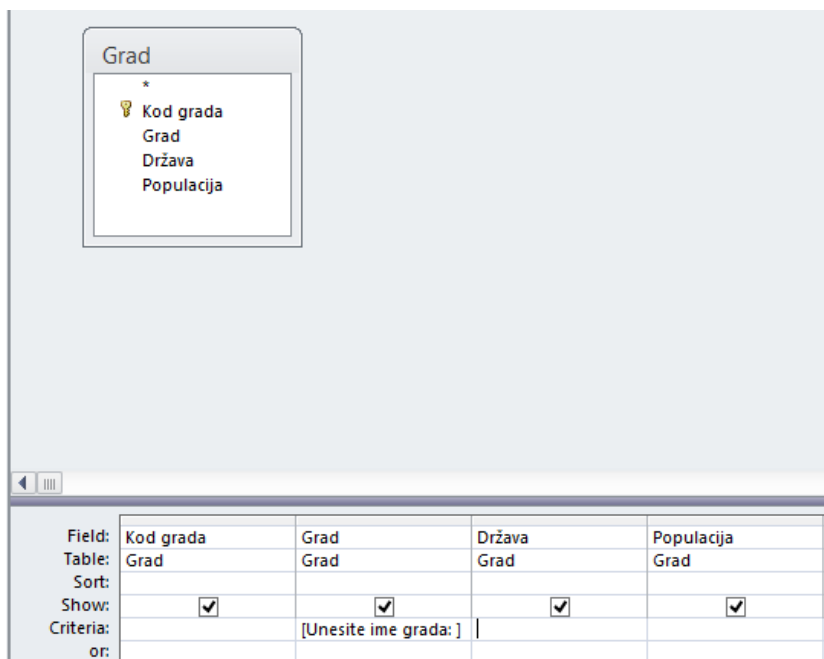 Grad
*
Kod grada
Grad
Država
Populacija
Field: Kod grada Grad Država Populacija
Table: Grad Grad Grad Grad
Sort:
Show:
Criteria: [Unesite ime grada: ]
or: